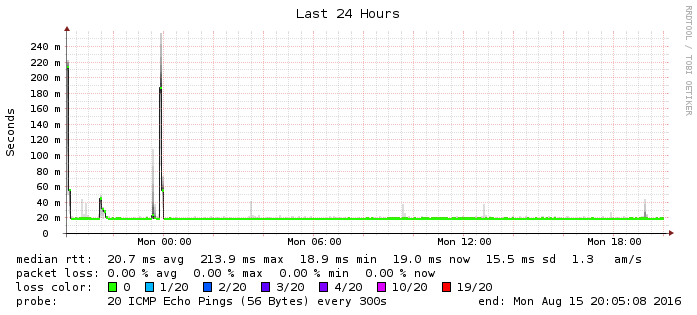 Last 24 Hours
RRDTOOL / TOBI OETIKER
Seconds
240 m
220 m
200 m
180 m
160 m
140 m
120 m
100 m
80 m
60 m
40 m
20 m
0
Mon 00:00 Mon 06:00 Mon 12:00 Mon 18:00
median rtt: 20.7 ms avg 213.9 ms max 18.9 ms min 19.0 ms now 15.5 ms sd 1.3 am/s
packet loss: 0.00 % avg 0.00 % max 0.00 % min 0.00 % now
loss color: 0 1/20 2/20 3/20 4/20 10/20 19/20
probe: 20 ICMP Echo Pings (56 Bytes) every 300s end: Mon Aug 15 20:05:08 2016